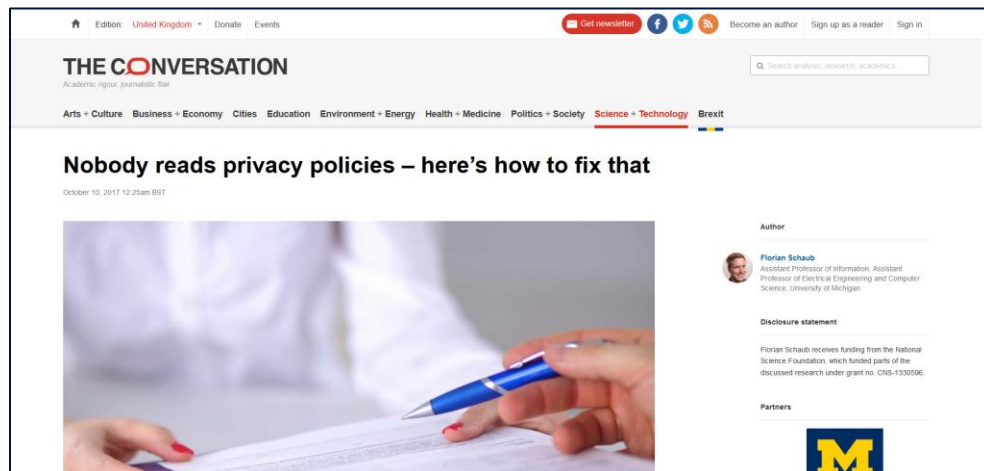 Edition: United Kingdom Donate Events Get newsletter Become an author Sign up as a reader Sign in
THE CONVERSATION
Academic rigour, journalistic flair
Search analysis, research, academics…
Arts + Culture Business + Economy Cities Education Environment + Energy Health + Medicine Politics + Society Science + Technology Brexit
Nobody reads privacy policies – here's how to fix that
October 10, 2017 12.25am BST
Author
Florian Schaub
Assistant Professor of Information; Assistant
Professor of Electrical Engineering and Computer
Science, University of Michigan
Disclosure statement
Florian Schaub receives funding from the National
Science Foundation, which funded parts of the
discussed research under grant no. CNS-1330596.
Partners
M